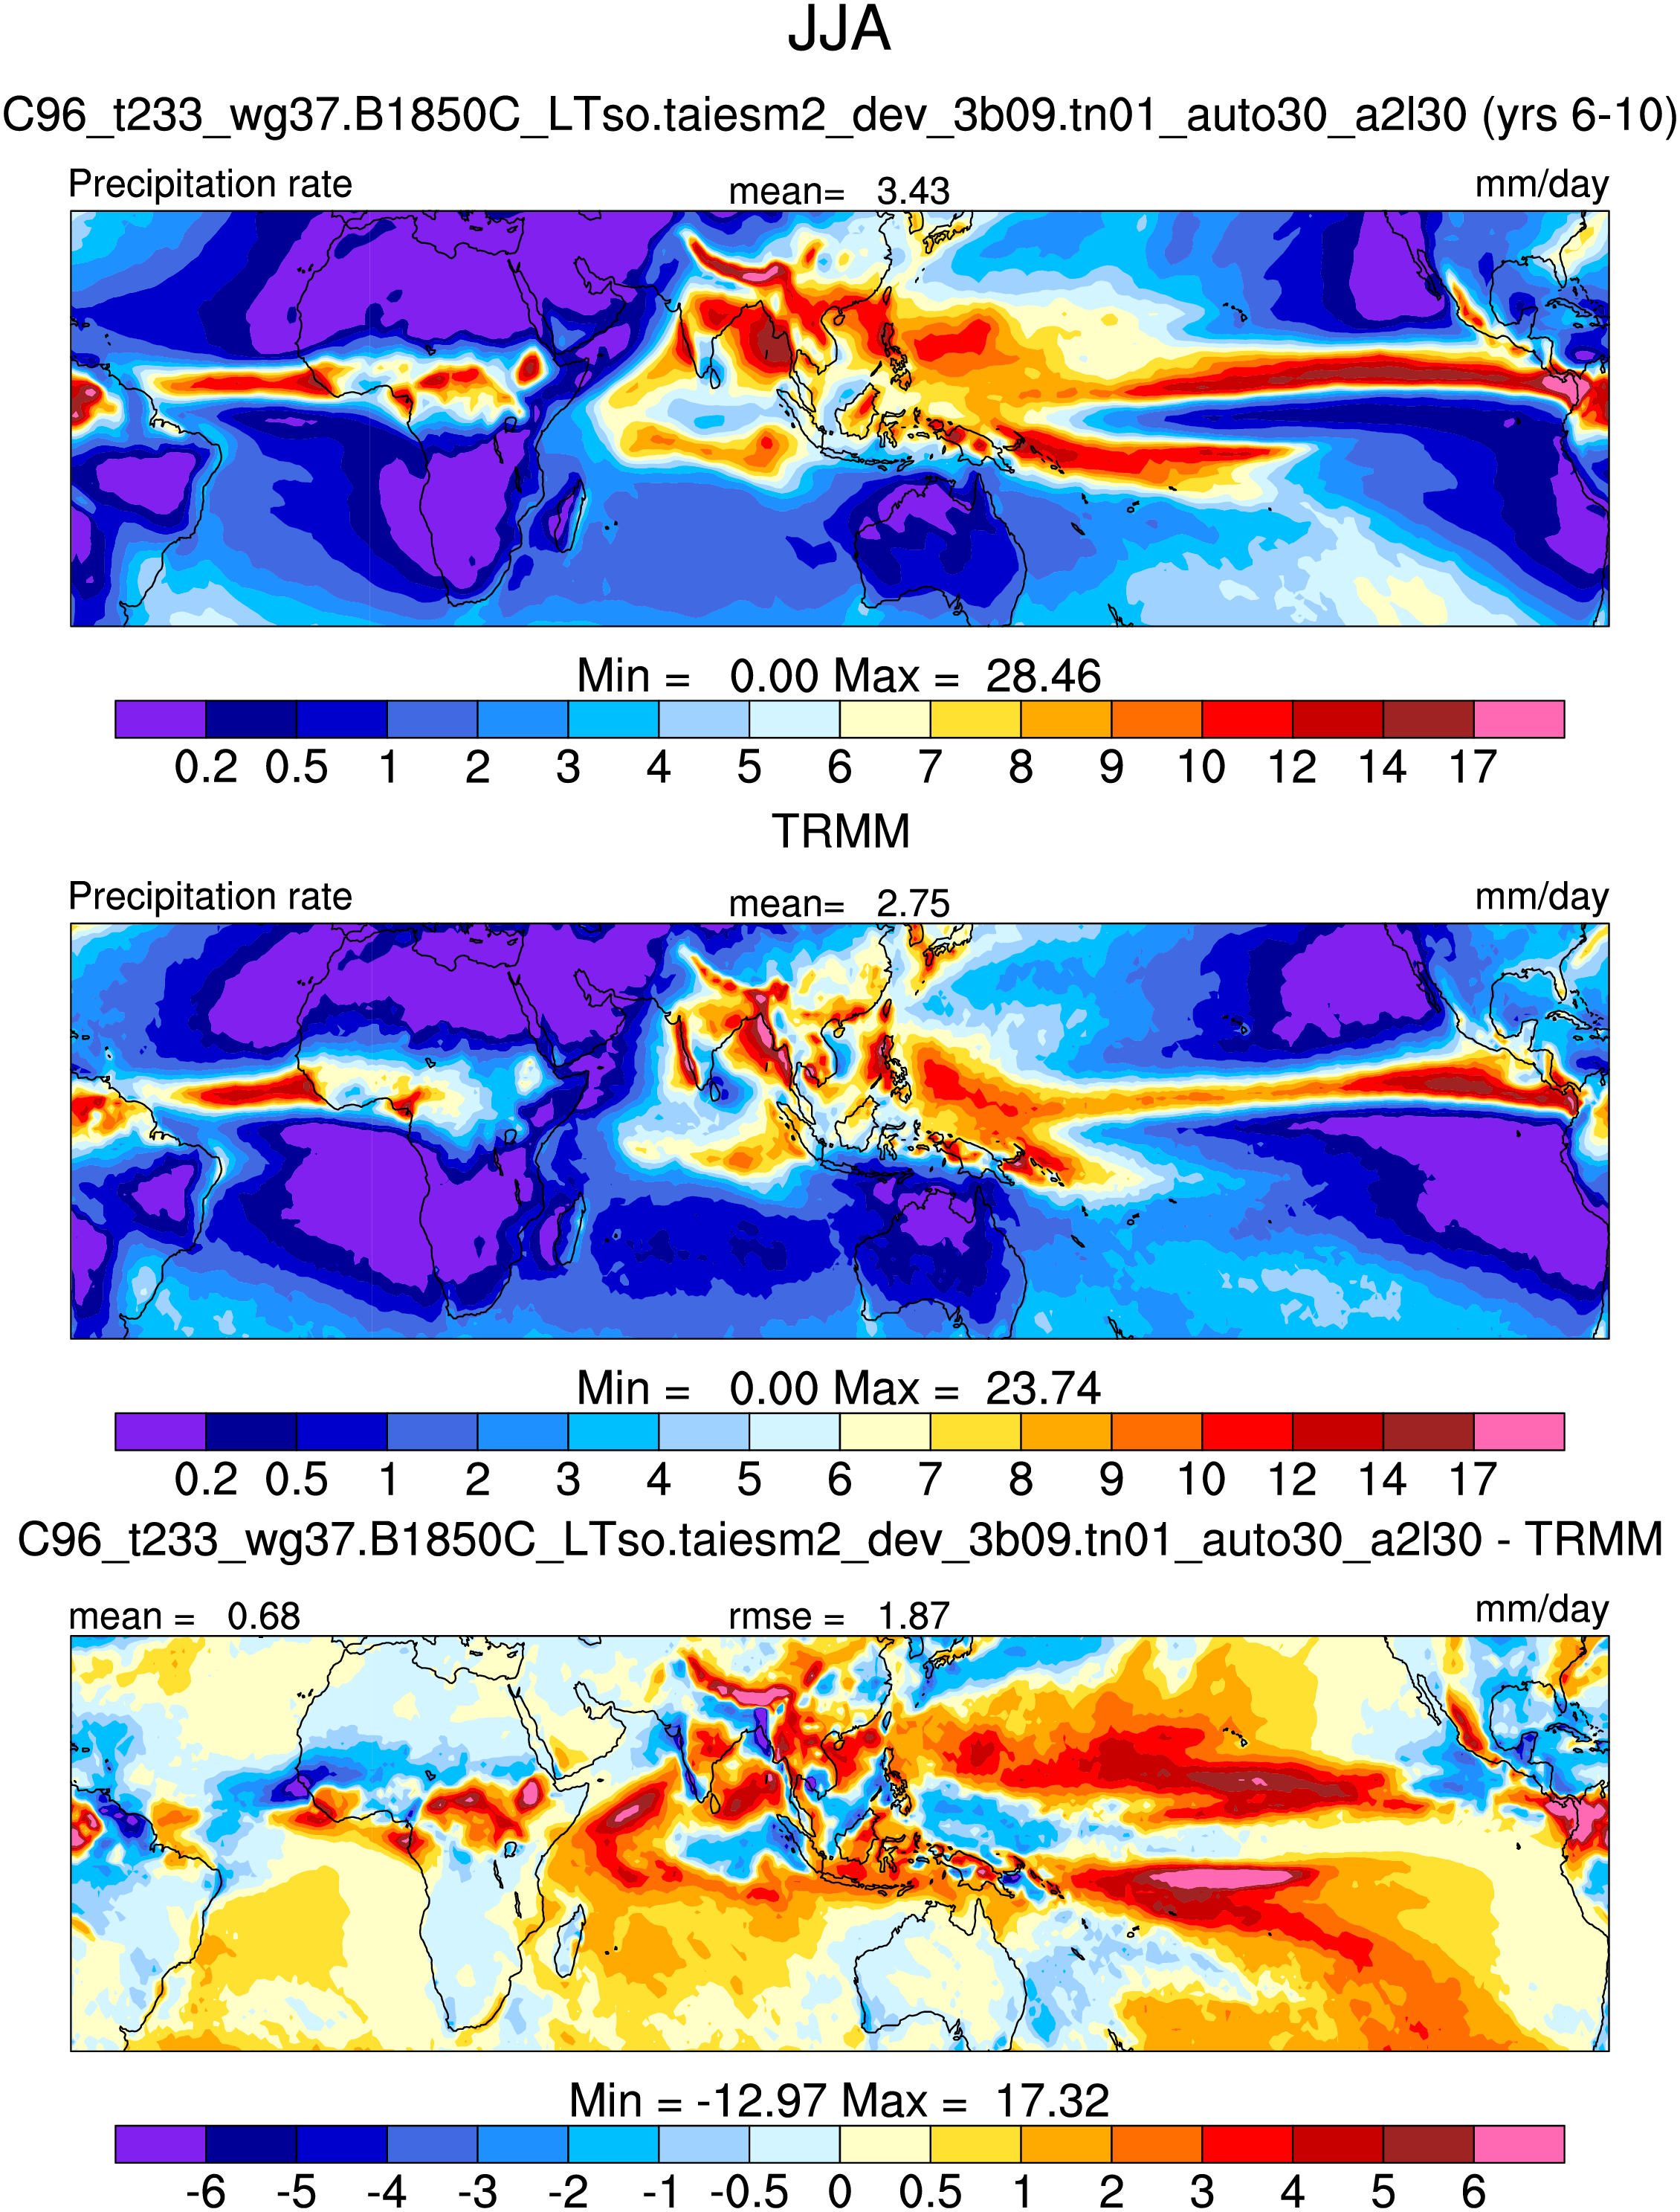 JJA
C96_t233_wg37.B1850C_LTso.taiesm2_dev_3b09.tn01_auto30_a2l30 (yrs 6-10)
Precipitation rate mean= 3.43 mm/day
Min = 0.00 Max = 28.46
0.2 0.5 1 2 3 4 5 6 7 8 9 10 12 14 17
TRMM
Precipitation rate mean= 2.75 mm/day
Min = 0.00 Max = 23.74
0.2 0.5 1 2 3 4 5 6 7 8 9 10 12 14 17
C96_t233_wg37.B1850C_LTso.taiesm2_dev_3b09.tn01_auto30_a2l30 - TRMM
mean = 0.68 rmse = 1.87 mm/day
Min = -12.97 Max = 17.32
-6 -5 -4 -3 -2 -1 -0.5 0 0.5 1 2 3 4 5 6